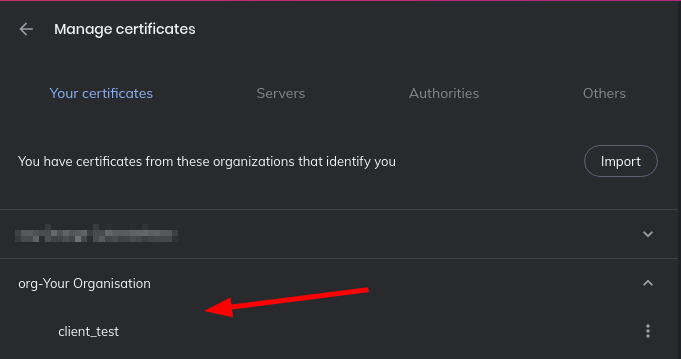 Manage certificates
Your certificates Servers Authorities Others
You have certificates from these organizations that identify you Import
org-Your Organisation
client_test